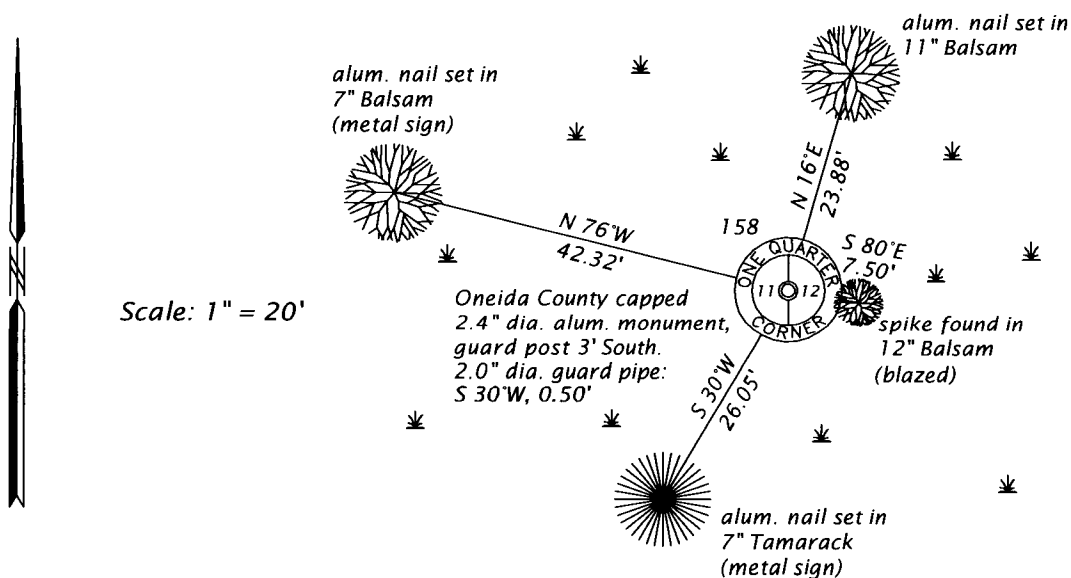 alum. nail set in
11" Balsam
alum. nail set in
7" Balsam
(metal sign)
N 16°E
23.88'
N 76°W
42.32'
158
S 80°E
7.50'
ONE QUARTER
11 12
CORNER
Scale: 1" = 20'
Oneida County capped
2.4" dia. alum. monument,
guard post 3' South.
2.0" dia. guard pipe:
S 30°W, 0.50'
spike found in
12" Balsam
(blazed)
S 30°W
26.05'
alum. nail set in
7" Tamarack
(metal sign)